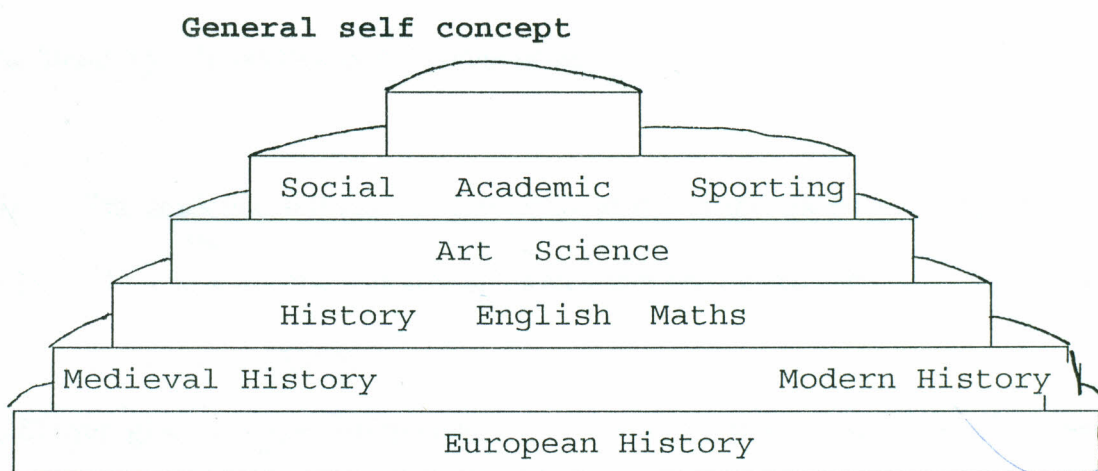 General self concept
Social Academic Sporting
Art Science
History English Maths
Medieval History Modern History
European History